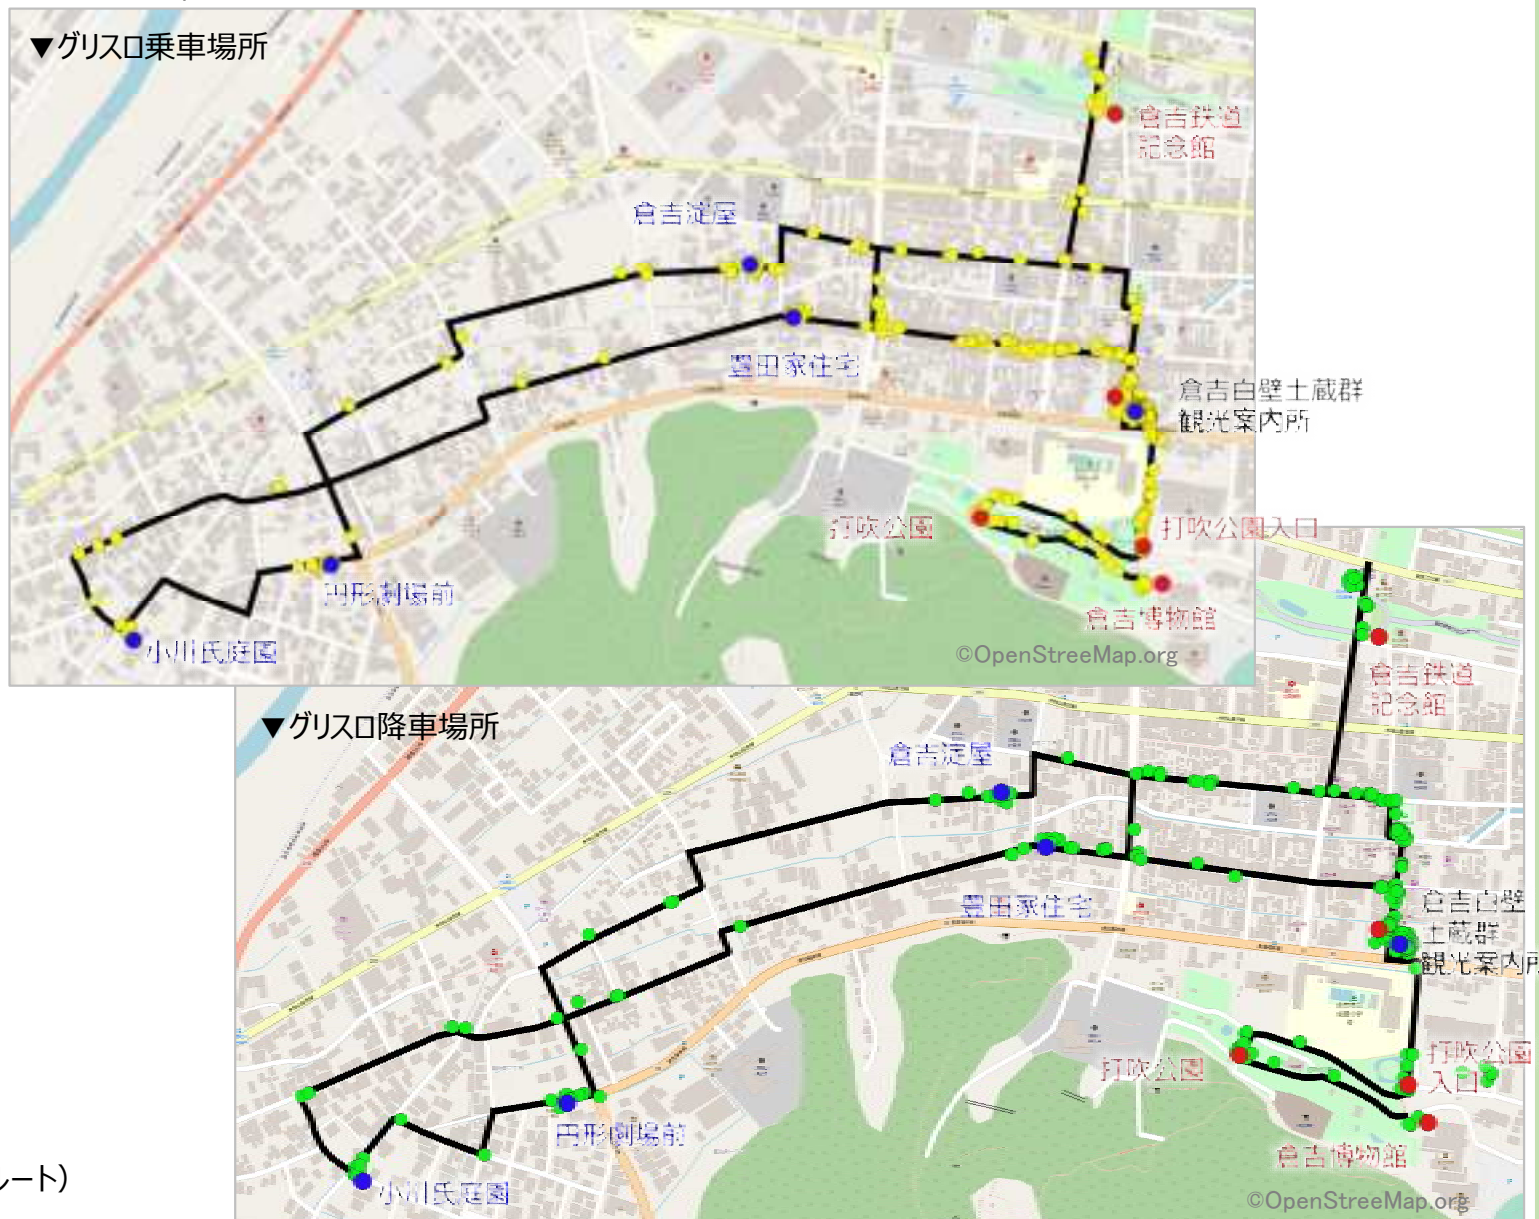 ▼グリスロ乗車場所
倉吉鉄道
記念館
倉吉淀屋
豊田家住宅
倉吉白壁土蔵群
観光案内所
打吹公園
打吹公園入口
円形劇場前
倉吉博物館
小川氏庭園
©OpenStreeMap.org
▼グリスロ降車場所
倉吉鉄道
記念館
倉吉淀屋
豊田家住宅
倉吉白壁
土蔵群
観光案内所
打吹公園
打吹公園
入口
円形劇場前
倉吉博物館
小川氏庭園
©OpenStreeMap.org
ルート)